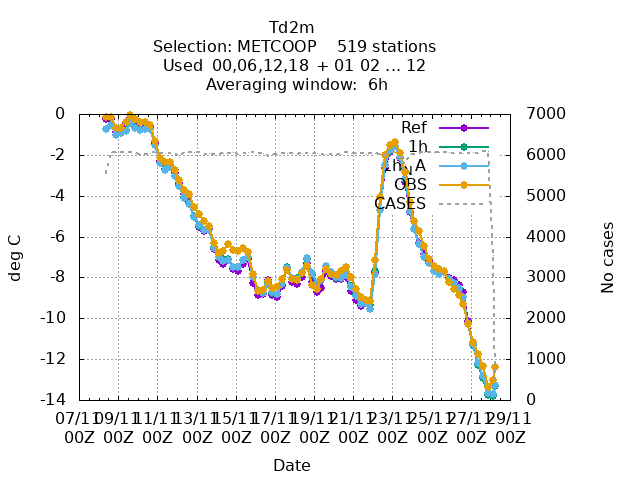 Td2m
Selection: METCOOP    519 stations
Used  00,06,12,18  + 01 02 ... 12
Averaging window:  6h
Ref
1h
1h_N_A
OBS
CASES
0
-2
-4
-6
-8
-10
-12
-14
7000
6000
5000
4000
3000
2000
1000
0
deg C
No cases
07/11 09/11 11/11 13/11 15/11 17/11 19/11 21/11 23/11 25/11 27/11 29/11
00Z 00Z 00Z 00Z 00Z 00Z 00Z 00Z 00Z 00Z 00Z 00Z
Date